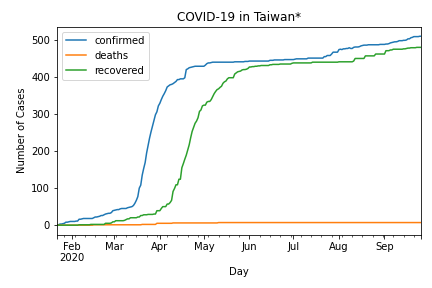 COVID-19 in Taiwan*
confirmed
deaths
recovered
Number of Cases
500
400
300
200
100
0
Feb Mar Apr May Jun Jul Aug Sep
2020
Day